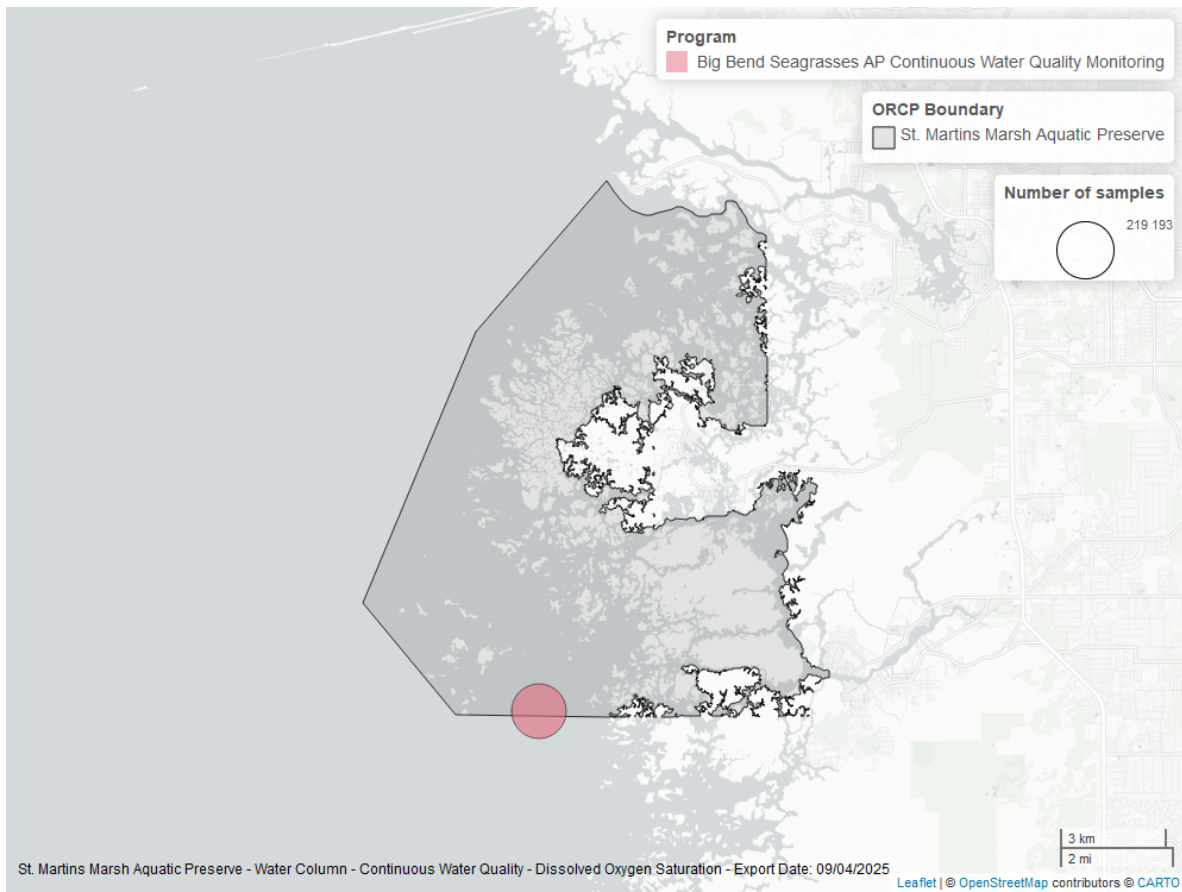 Program
Big Bend Seagrasses AP Continuous Water Quality Monitoring
ORCP Boundary
St. Martins Marsh Aquatic Preserve
Number of samples
219 193
3 km
2 mi
St. Martins Marsh Aquatic Preserve - Water Column - Continuous Water Quality - Dissolved Oxygen Saturation - Export Date: 09/04/2025
Leaflet | © OpenStreetMap contributors © CARTO